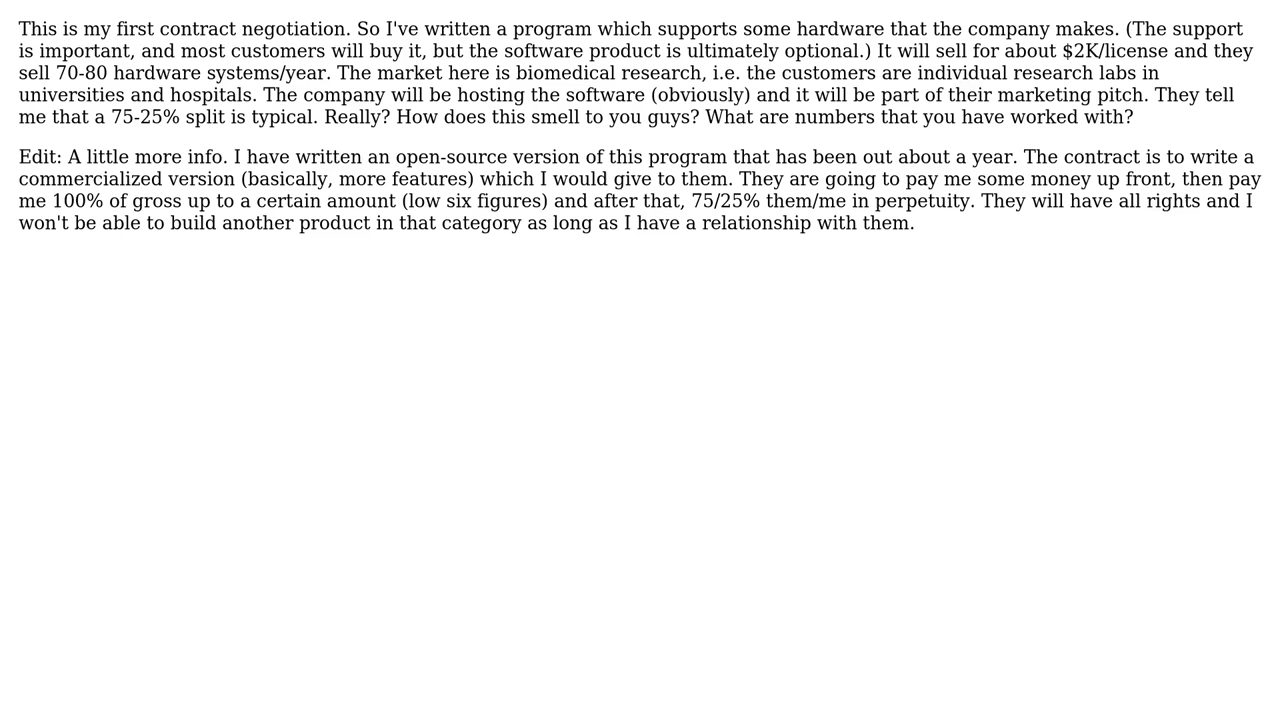 This is my first contract negotiation. So I've written a program which supports some hardware that the company makes. (The support
is important, and most customers will buy it, but the software product is ultimately optional.) It will sell for about $2K/license and they
sell 70-80 hardware systems/year. The market here is biomedical research, i.e. the customers are individual research labs in
universities and hospitals. The company will be hosting the software (obviously) and it will be part of their marketing pitch. They tell
me that a 75-25% split is typical. Really? How does this smell to you guys? What are numbers that you have worked with?
Edit: A little more info. I have written an open-source version of this program that has been out about a year. The contract is to write a
commercialized version (basically, more features) which I would give to them. They are going to pay me some money up front, then pay
me 100% of gross up to a certain amount (low six figures) and after that, 75/25% them/me in perpetuity. They will have all rights and I
won't be able to build another product in that category as long as I have a relationship with them.